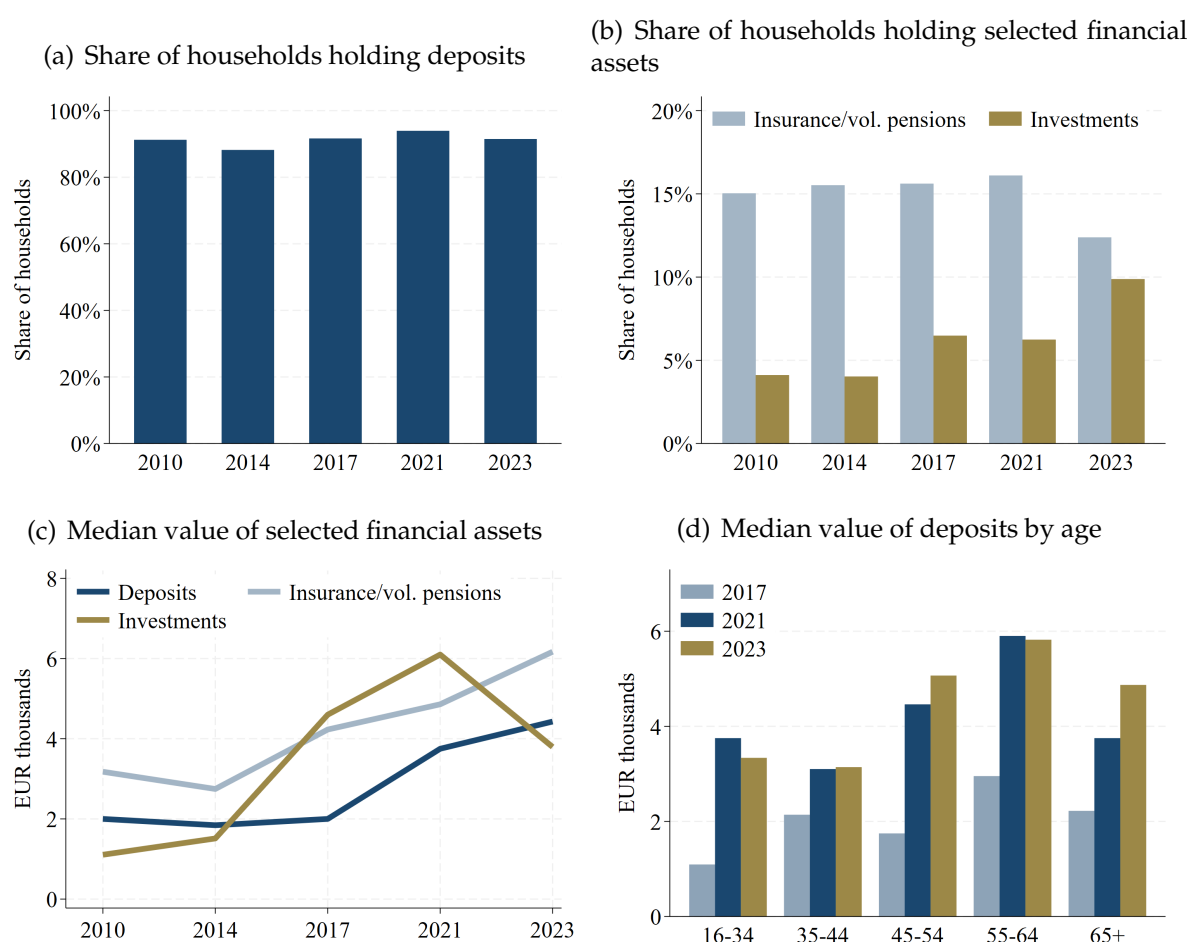 (a) Share of households holding deposits
100%
80%
60%
40%
20%
0%
Share of households
2010 2014 2017 2021 2023
(b) Share of households holding selected financial
assets
Insurance/vol. pensions Investments
20%
15%
10%
5%
0%
Share of households
2010 2014 2017 2021 2023
(c) Median value of selected financial assets
Deposits Insurance/vol. pensions
Investments
8
6
4
2
0
EUR thousands
2010 2014 2017 2021 2023
(d) Median value of deposits by age
2017
2021
2023
6
4
2
0
EUR thousands
16-34 35-44 45-54 55-64 65+